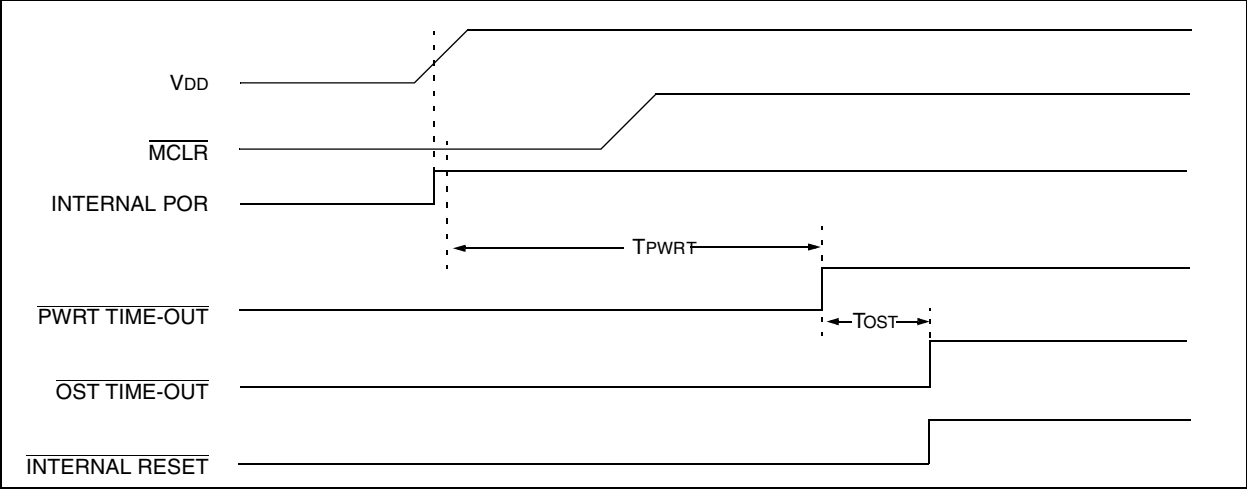 VDD
MCLR
INTERNAL POR
TPWRT
PWRT TIME-OUT
TOST
OST TIME-OUT
INTERNAL RESET